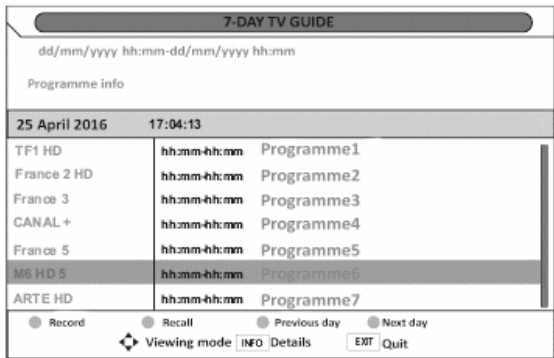 7-DAY TV GUIDE
dd/mm/yyyy hh:mm-dd/mm/yyyy hh:mm
Programme info
25 April 2016 17:04:13
TF1 HD hh:mm-hh:mm Programme1
France 2 HD hh:mm-hh:mm Programme2
France 3 hh:mm-hh:mm Programme3
CANAL + hh:mm-hh:mm Programme4
France 5 hh:mm-hh:mm Programme5
M6 HD 5 hh:mm-hh:mm Programme6
ARTE HD hh:mm-hh:mm Programme7
Record Recall Previous day Next day
Viewing mode INFO Details EXIT Quit